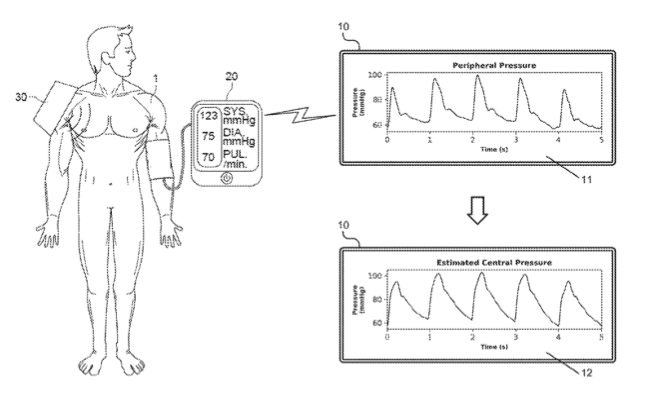 30
1
20
123 SYS. mmHg
75 DIA. mmHg
70 PUL. /min.
10
Peripheral Pressure
Pressure
(mmHg)
100
80
60
0 1 2 3 4 5
Time (s)
11
10
Estimated Central Pressure
Pressure
(mmHg)
100
80
60
0 1 2 3 4 5
Time (s)
12